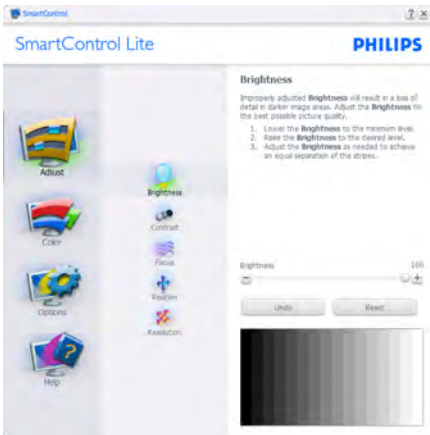 SmartControl
? x
SmartControl Lite
PHILIPS
Adjust
Color
Options
Help
Brightness
Contrast
Focus
Position
Resolution
Brightness
Improperly adjusted Brightness will result in a loss of
detail in darker image areas. Adjust the Brightness for
the best possible picture quality.
1. Lower the Brightness to the minimum level.
2. Raise the Brightness to the desired level.
3. Adjust the Brightness as needed to achieve
an equal separation of the stripes.
Brightness 100
Undo Reset